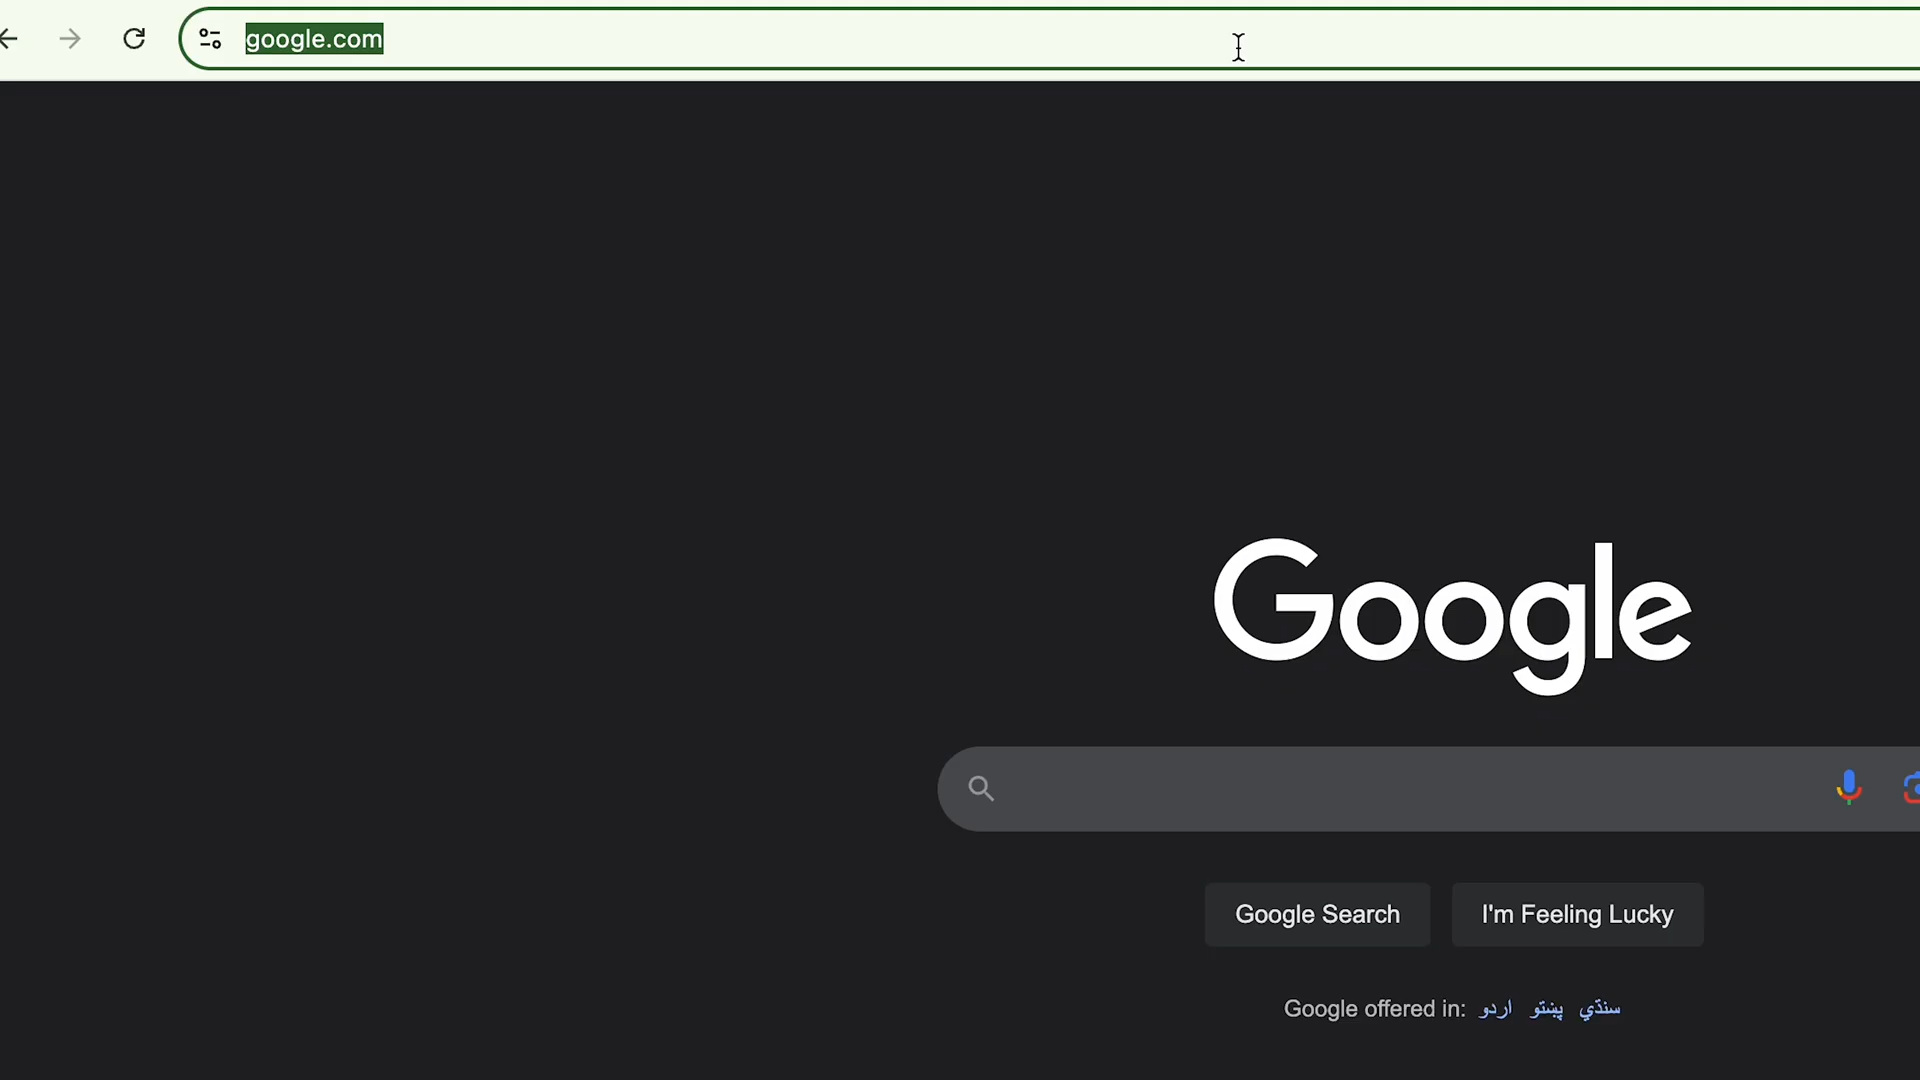 google.com
Google
Google Search
I'm Feeling Lucky
Google offered in: اردو پښتو سنڌي